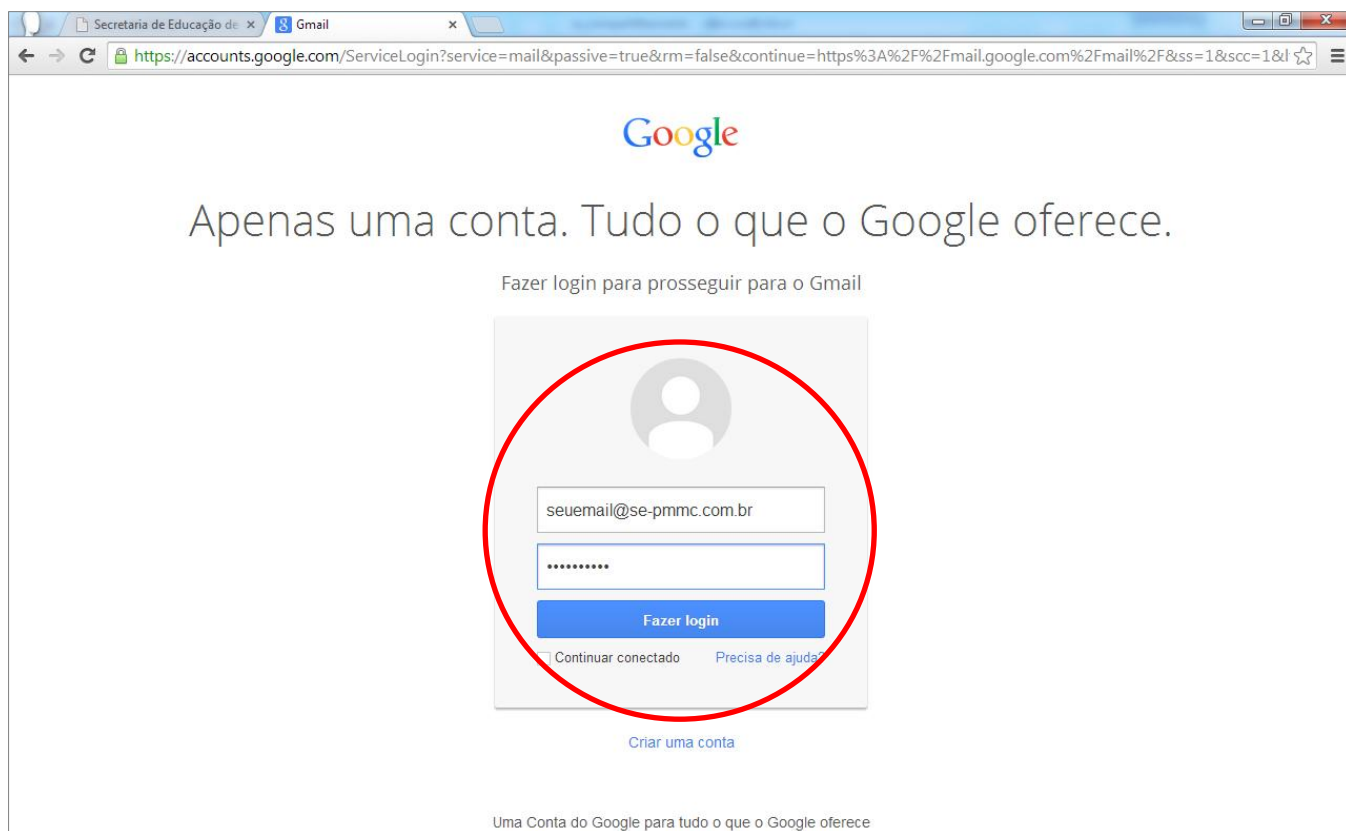 Secretaria de Educação de
Gmail
https://accounts.google.com/ServiceLogin?service=mail&passive=true&rm=false&continue=https%3A%2F%2Fmail.google.com%2Fmail%2F&ss=1&scc=1&l
Google
Apenas uma conta. Tudo o que o Google oferece.
Fazer login para prosseguir para o Gmail
seuemail@se-pmmc.com.br
••••••••••
Fazer login
Continuar conectado Precisa de ajuda?
Criar uma conta
Uma Conta do Google para tudo o que o Google oferece